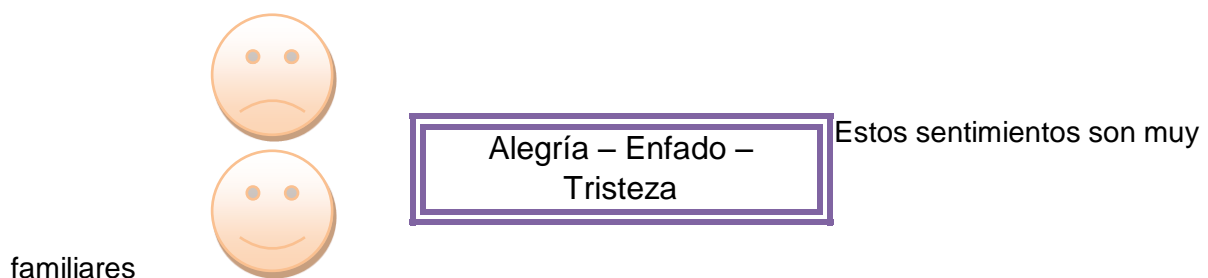 Alegría – Enfado –
Tristeza
Estos sentimientos son muy
familiares